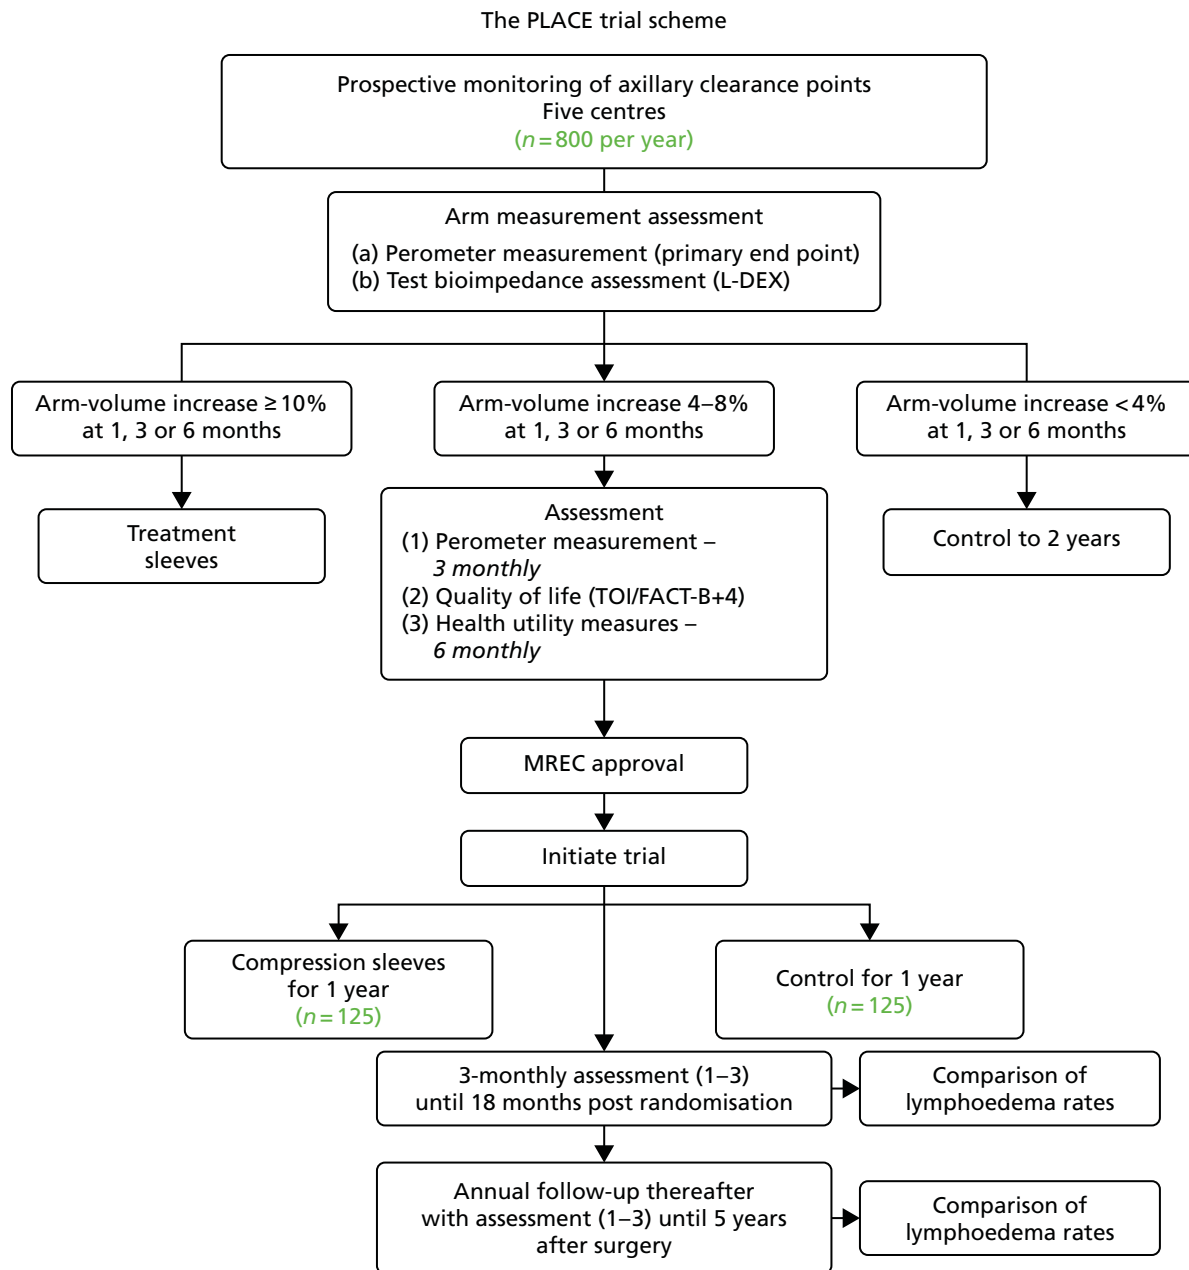 The PLACE trial scheme
Prospective monitoring of axillary clearance points
Five centres
(n=800 per year)
Arm measurement assessment
(a) Perometer measurement (primary end point)
(b) Test bioimpedance assessment (L-DEX)
Arm-volume increase ≥10%
at 1, 3 or 6 months
Arm-volume increase 4–8%
at 1, 3 or 6 months
Arm-volume increase <4%
at 1, 3 or 6 months
Treatment
sleeves
Assessment
(1) Perometer measurement –
3 monthly
(2) Quality of life (TOI/FACT-B+4)
(3) Health utility measures –
6 monthly
Control to 2 years
MREC approval
Initiate trial
Compression sleeves
for 1 year
(n=125)
Control for 1 year
(n=125)
3-monthly assessment (1–3)
until 18 months post randomisation
Comparison of
lymphoedema rates
Annual follow-up thereafter
with assessment (1–3) until 5 years
after surgery
Comparison of
lymphoedema rates